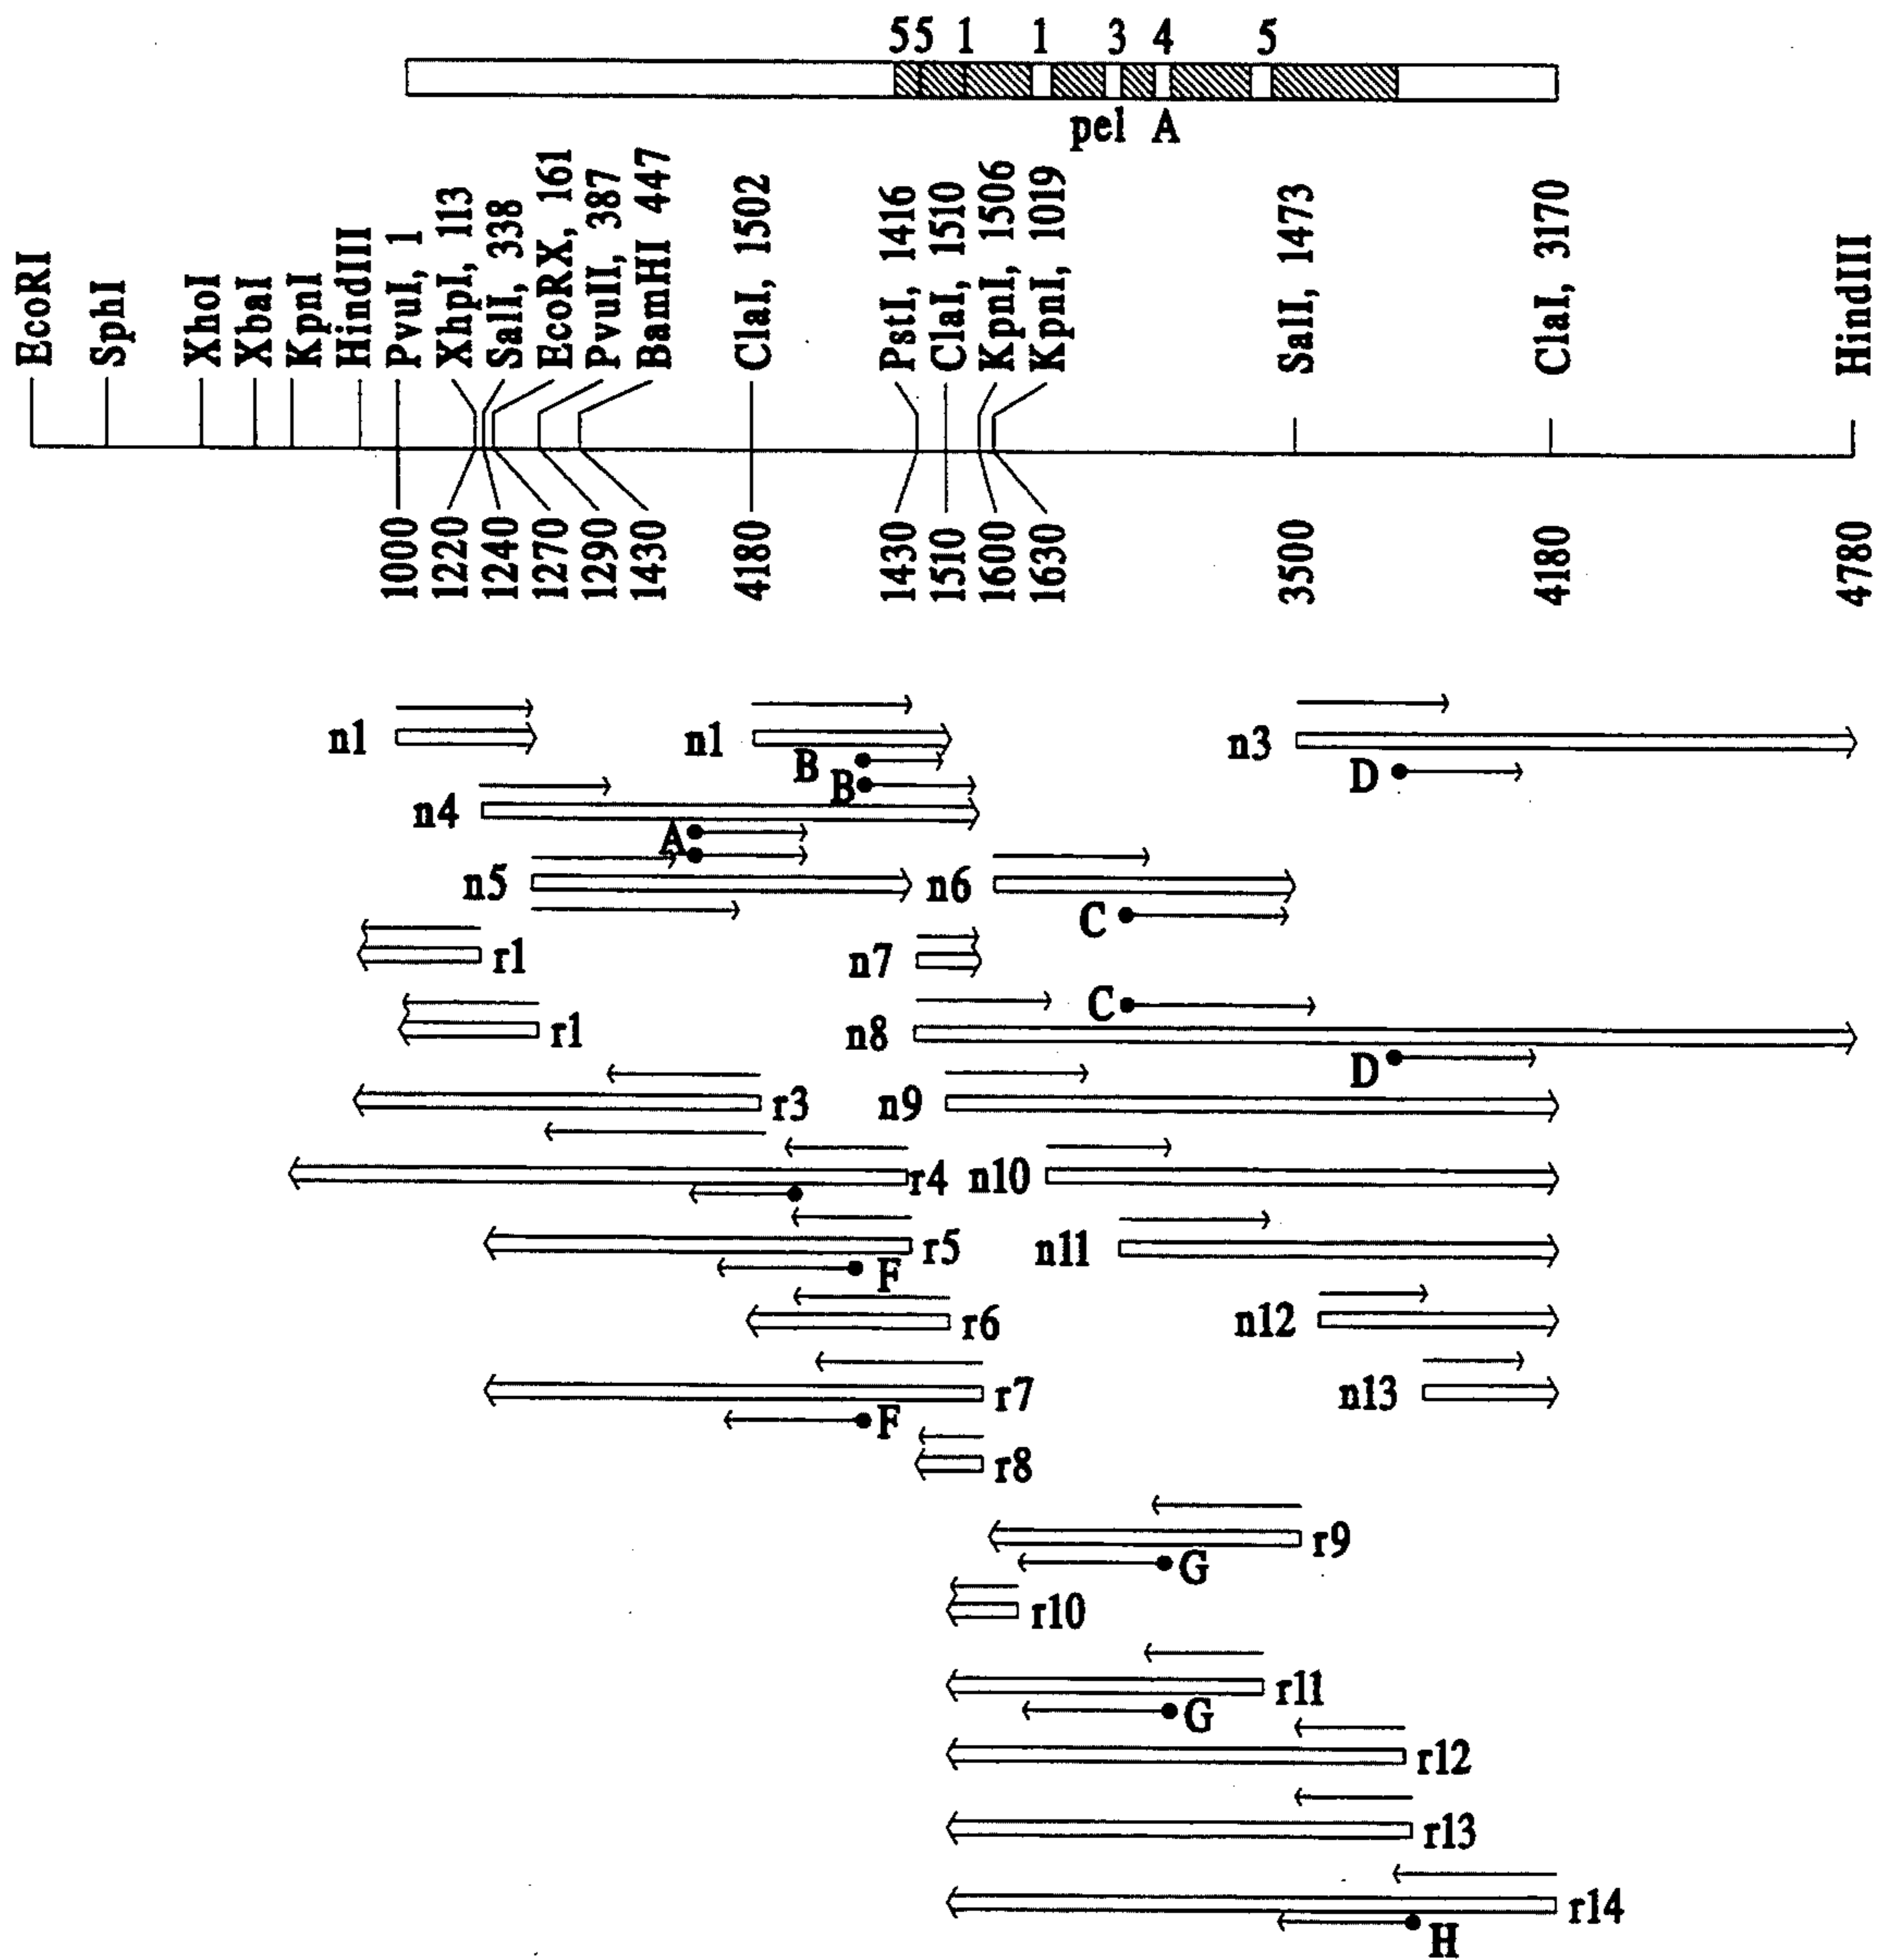 55 1 1 3 4 5
pel A
EcoRI
SphI
XhoI
XbaI
KpnI
HindIII
PvuI, 1
XhpI, 113
SalI, 338
EcoRX, 161
PvuII, 387
BamHI 447
ClaI, 1502
PstI, 1416
ClaI, 1510
KpnI, 1506
KpnI, 1019
SalI, 1473
ClaI, 3170
HindIII
1000
1220
1240
1270
1290
1430
4180
1430
1510
1600
1630
3500
4180
4780
n1 n1 n3
B
B D
n4
A
n5 n6
C
r1 n7
C
r1 n8
D
r3 n9
r4 n10
r5 n11
F
r6 n12
r7 n13
F
r8
r9
G
r10
r11
G
r12
r13
r14
H